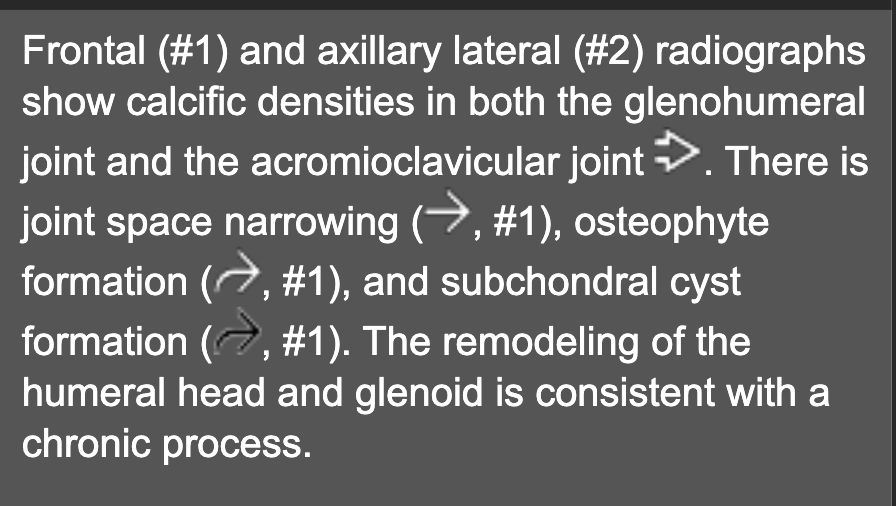 Frontal (#1) and axillary lateral (#2) radiographs
show calcific densities in both the glenohumeral
joint and the acromioclavicular joint ➩. There is
joint space narrowing (→, #1), osteophyte
formation (↷, #1), and subchondral cyst
formation (↷, #1). The remodeling of the
humeral head and glenoid is consistent with a
chronic process.